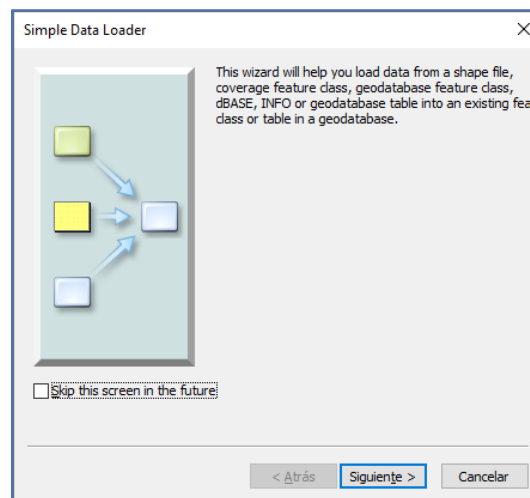 Simple Data Loader
This wizard will help you load data from a shape file,
coverage feature class, geodatabase feature class,
dBASE, INFO or geodatabase table into an existing fea
class or table in a geodatabase.
Skip this screen in the future
< Atrás
Siguiente >
Cancelar